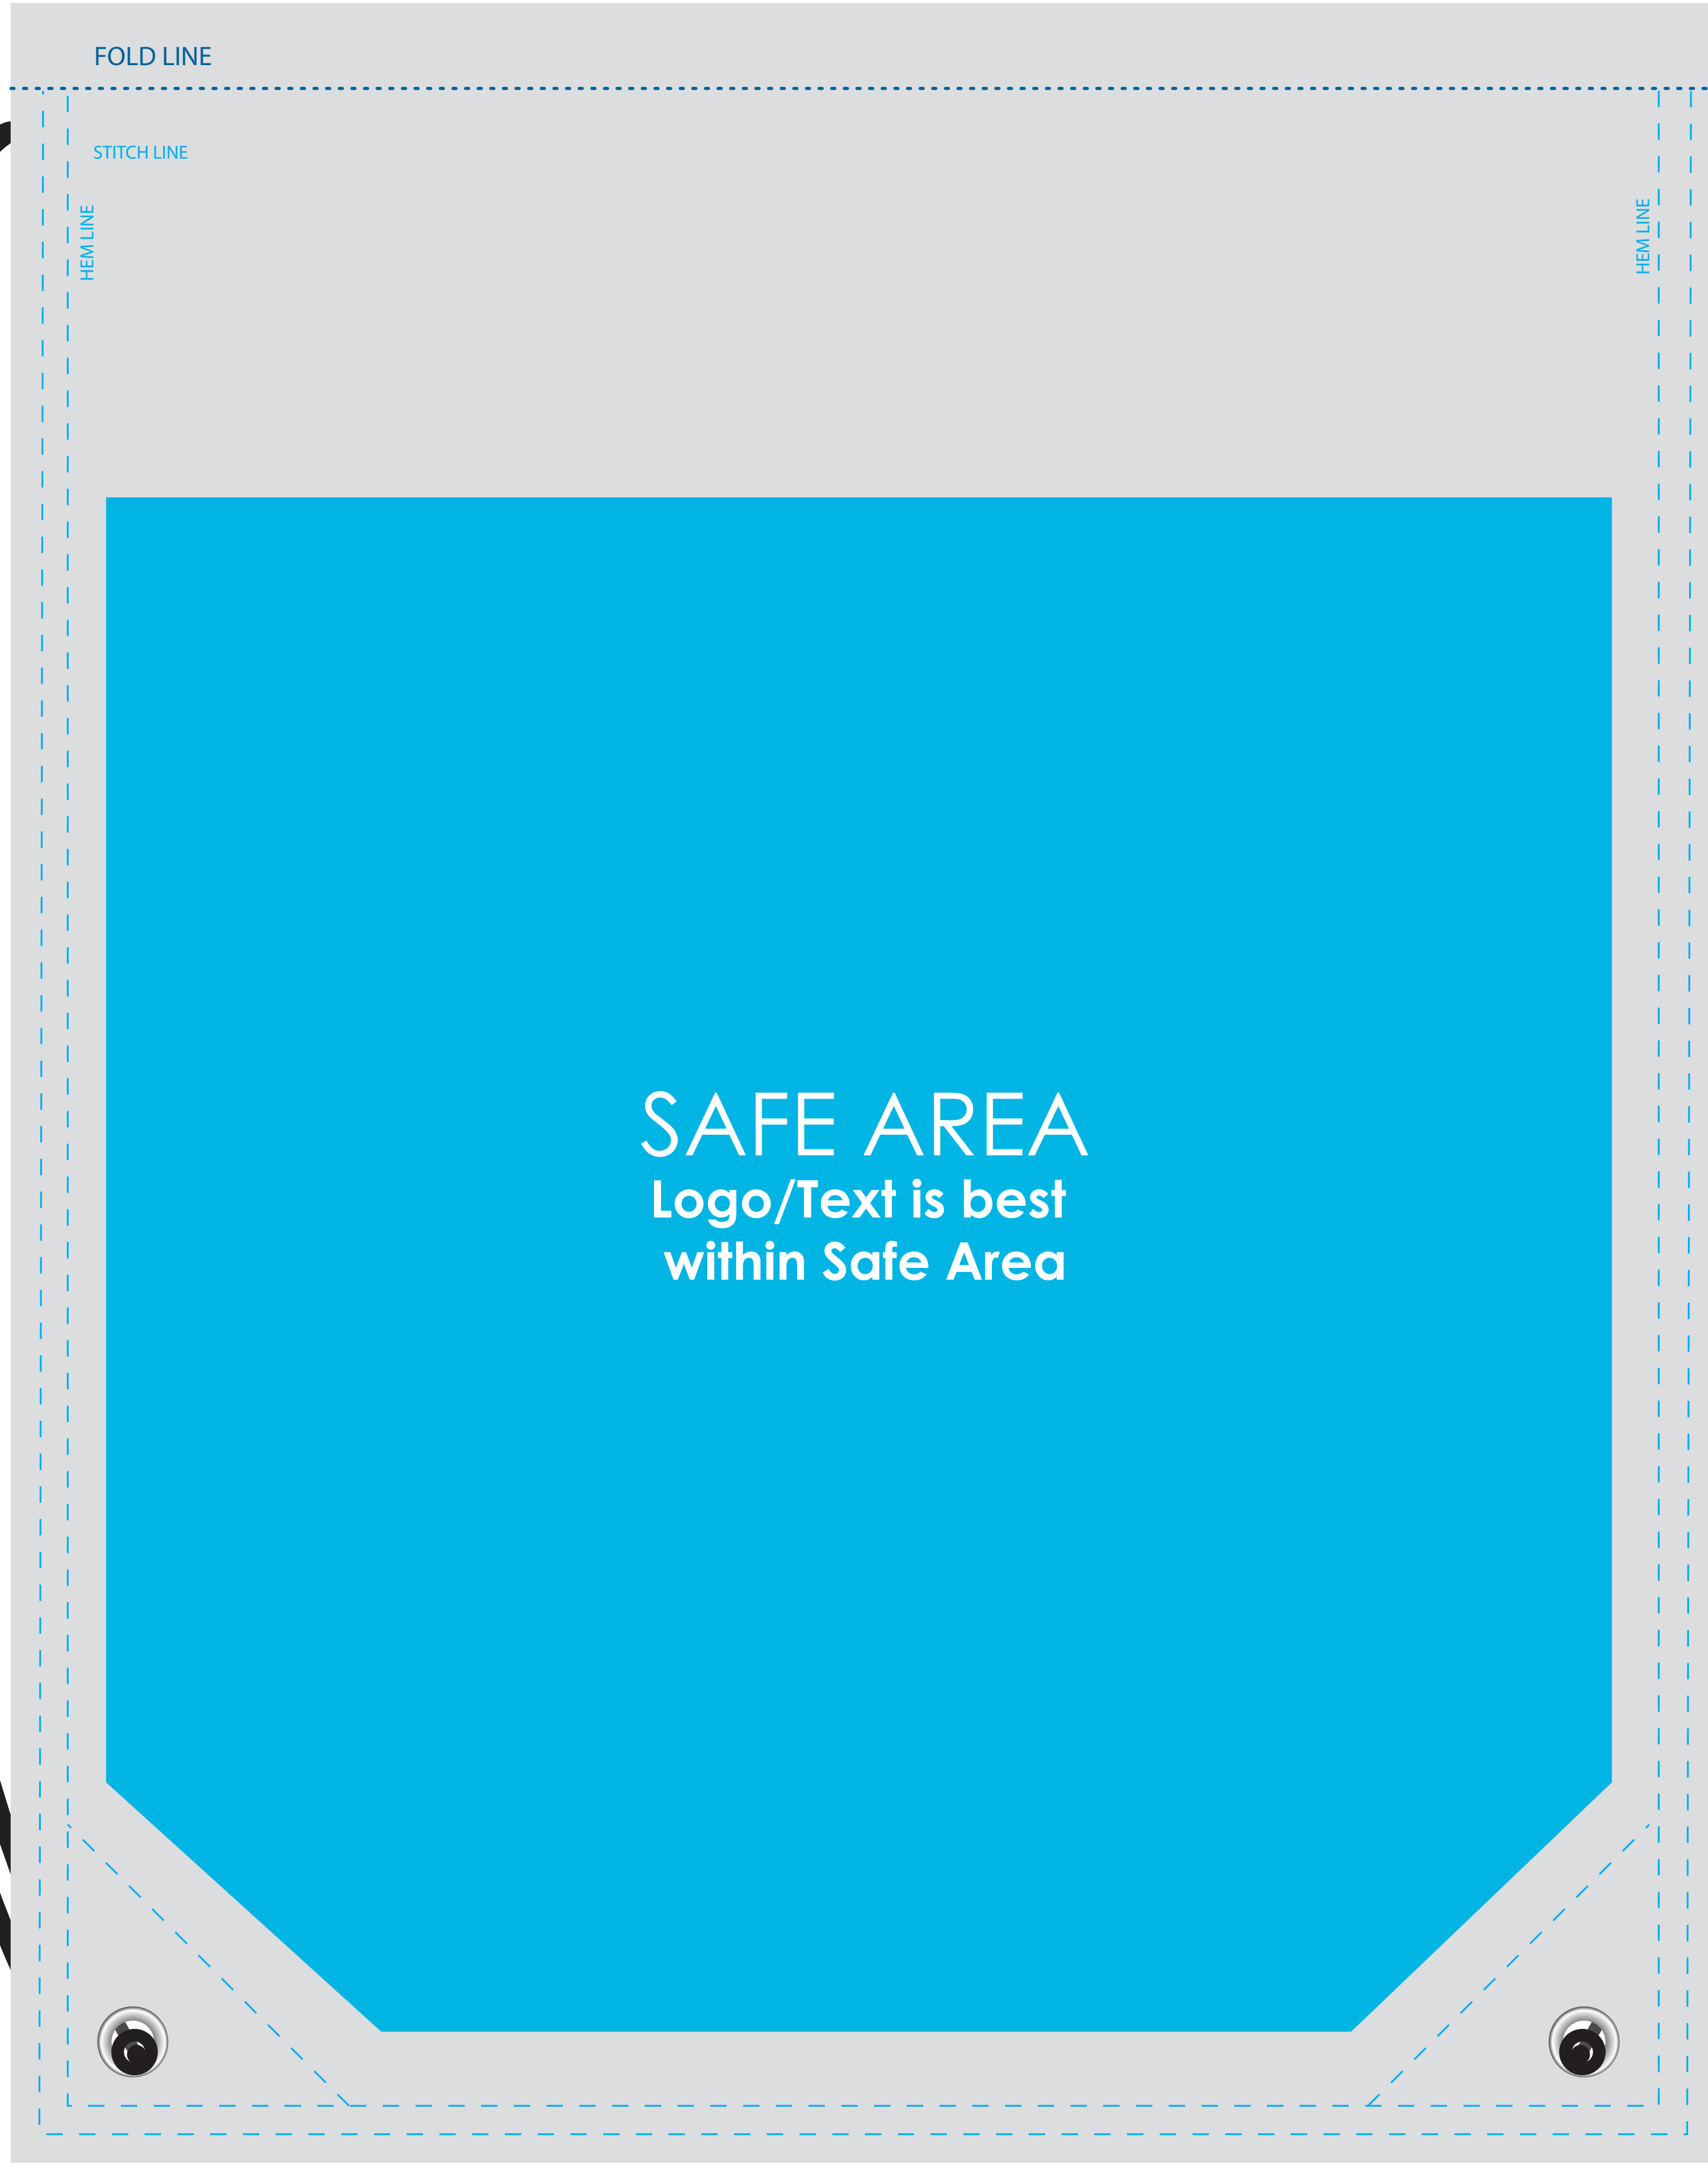 FOLD LINE
STITCH LINE
HEM LINE
HEM LINE
SAFE AREA
Logo/Text is best
within Safe Area